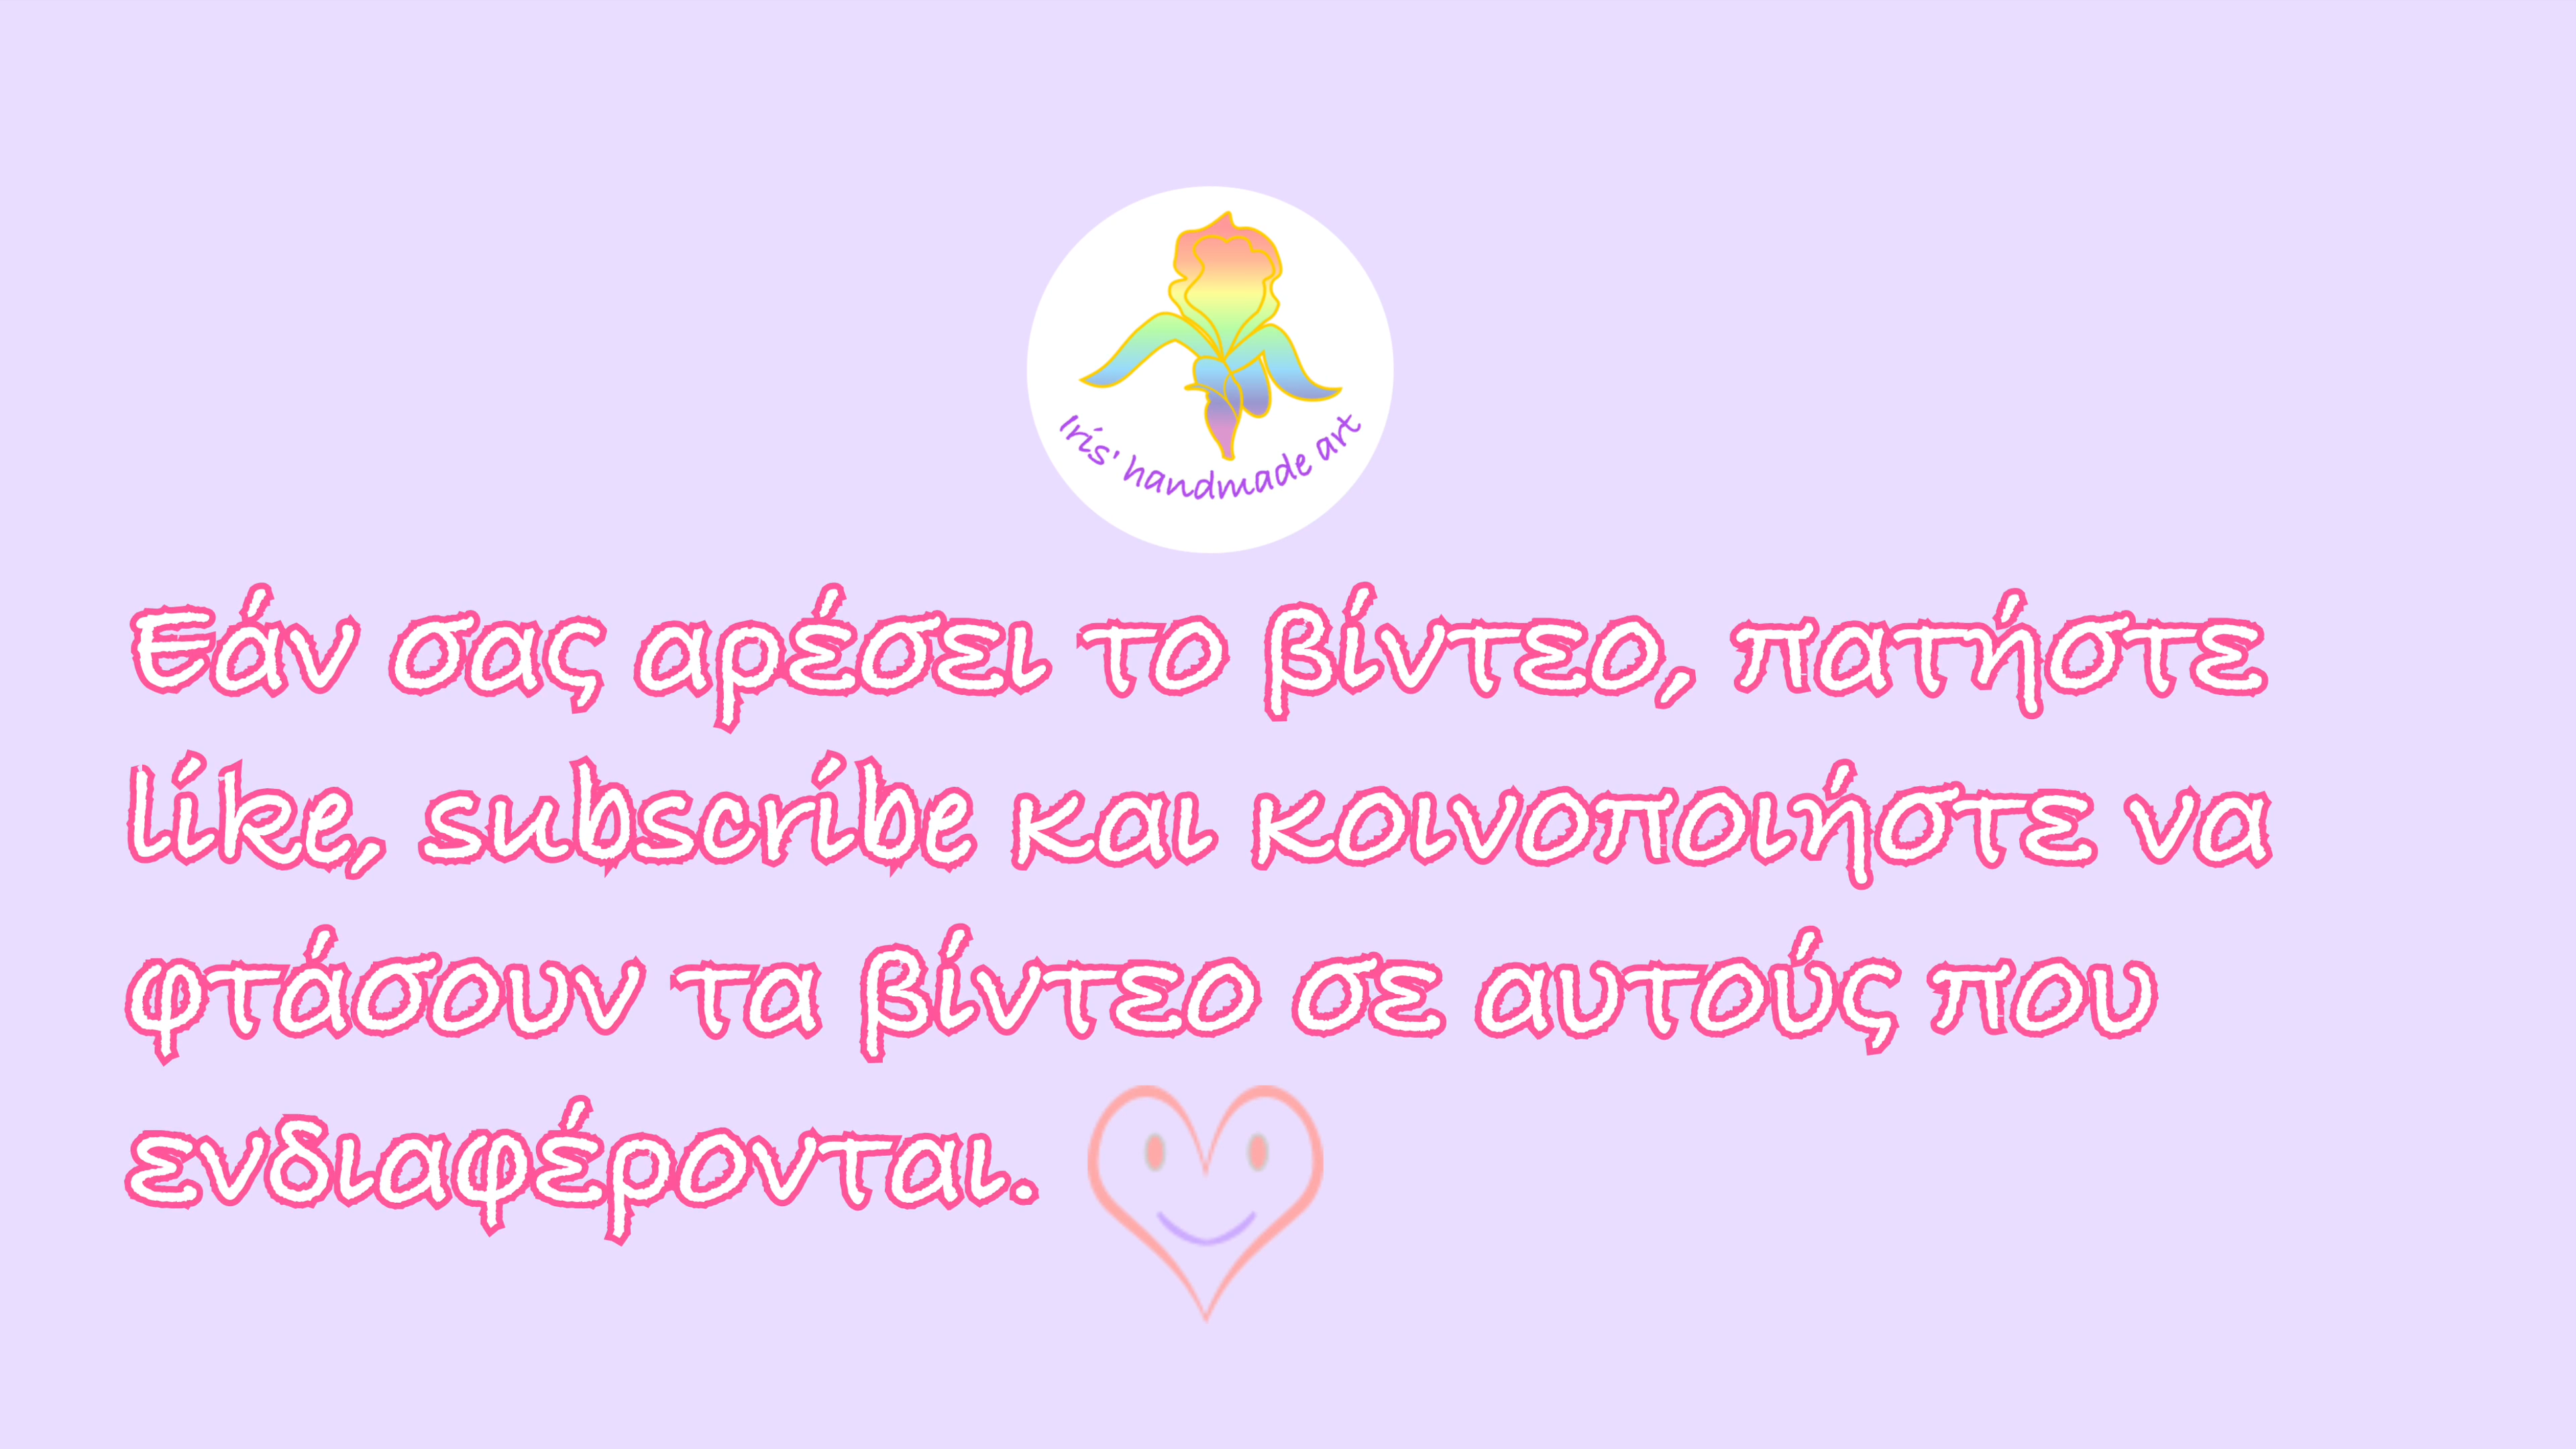 Iris' handmade art
Εάν σας αρέσει το βίντεο, πατήστε
like, subscribe και κοινοποιήστε να
φτάσουν τα βίντεο σε αυτούς που
ενδιαφέρονται.